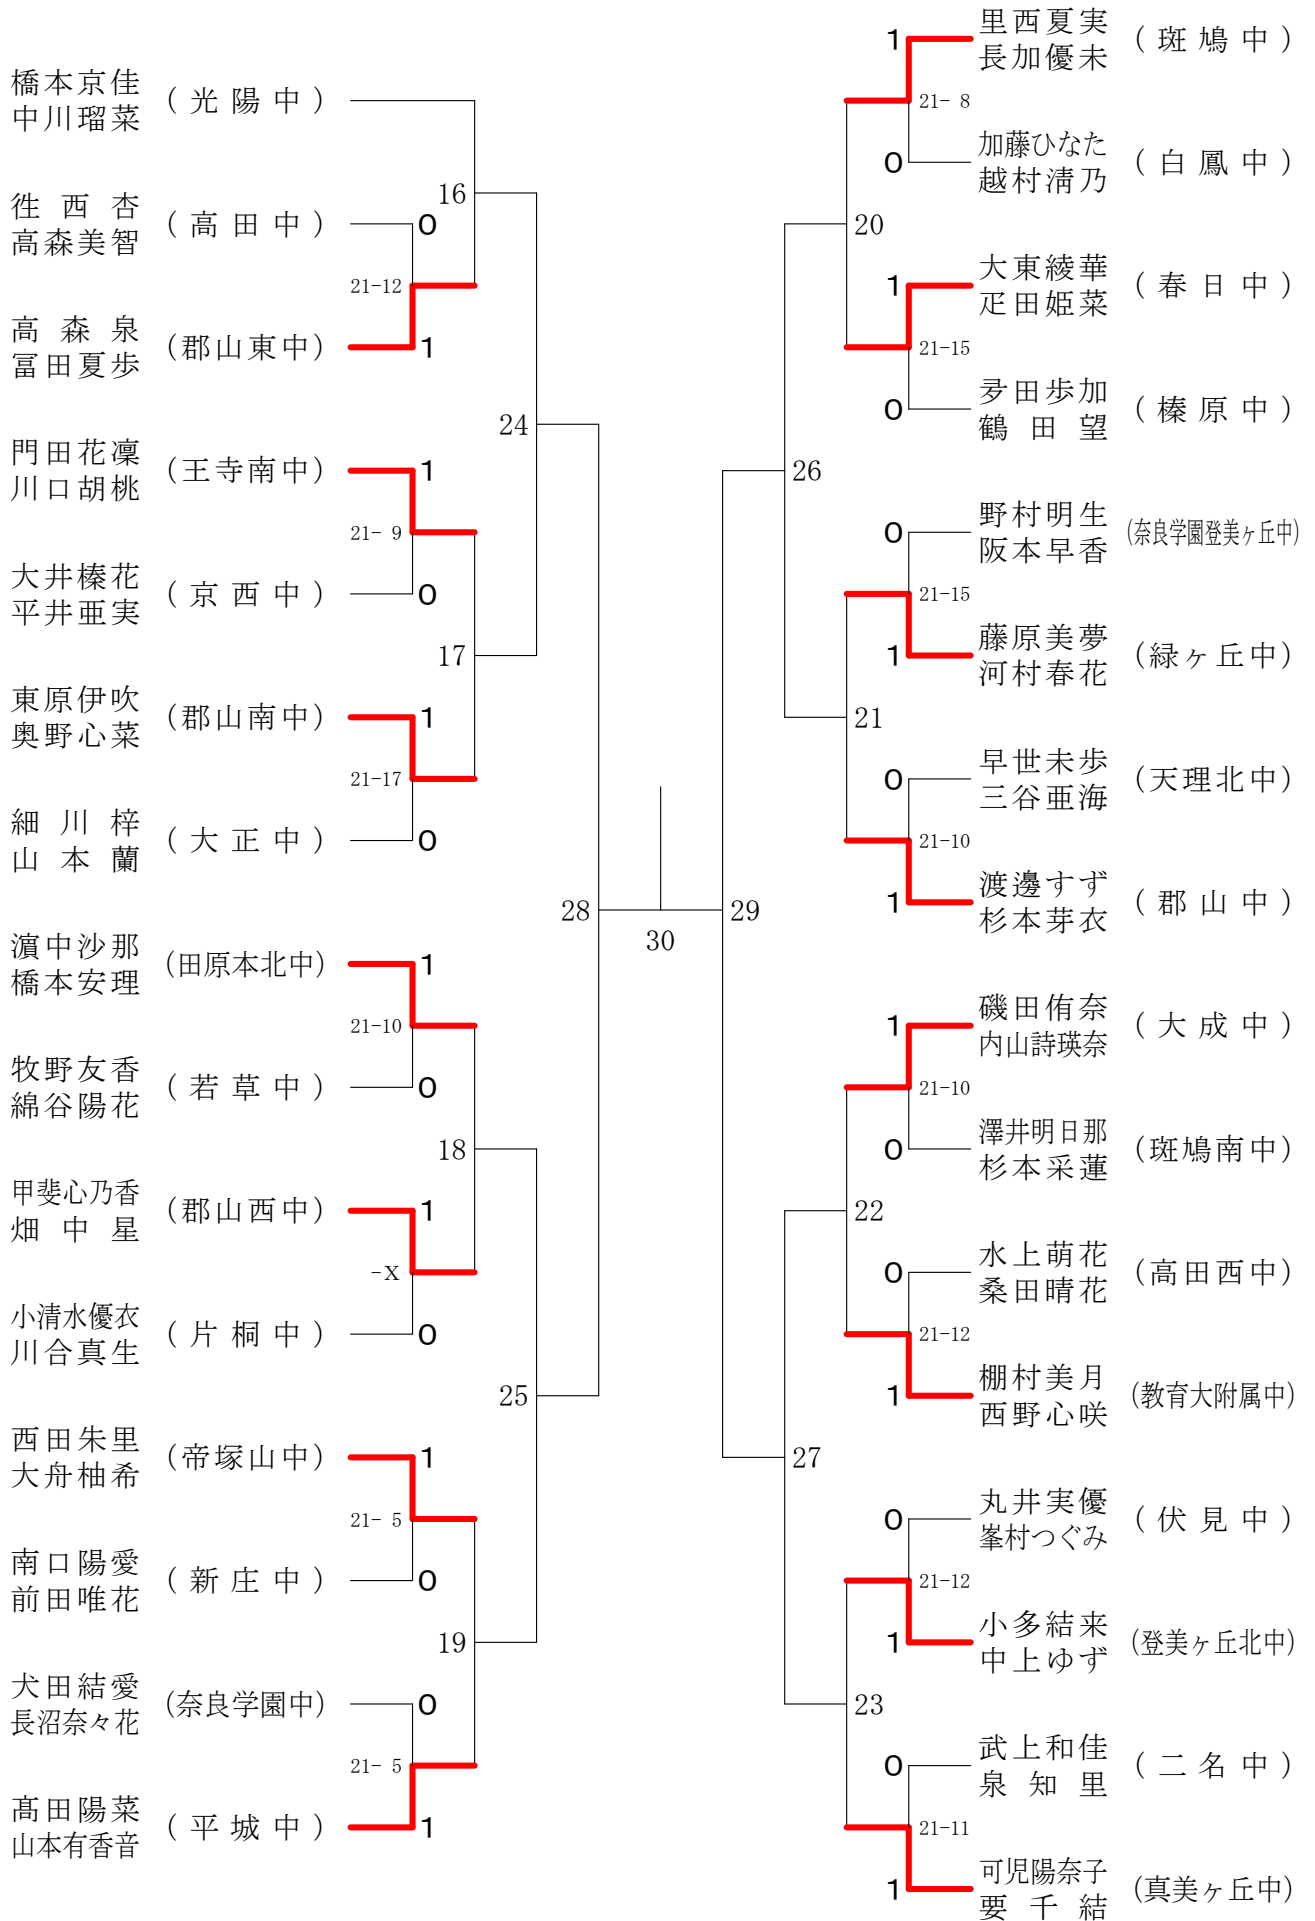 橋本京佳
中川瑠菜
(光陽中)
徃西杏
高森美智
(高田中)
0
21-12
高森泉
冨田夏歩
(郡山東中)
1
16
門田花凜
川口胡桃
(王寺南中)
1
21- 9
大井榛花
平井亜実
(京西中)
0
17
東原伊吹
奥野心菜
(郡山南中)
1
21-17
細川梓
山本蘭
(大正中)
0
24
濵中沙那
橋本安理
(田原本北中)
1
21-10
牧野友香
綿谷陽花
(若草中)
0
18
甲斐心乃香
畑中星
(郡山西中)
1
-X
小清水優衣
川合真生
(片桐中)
0
25
西田朱里
大舟柚希
(帝塚山中)
1
21- 5
南口陽愛
前田唯花
(新庄中)
0
19
犬田結愛
長沼奈々花
(奈良学園中)
0
21- 5
髙田陽菜
山本有香音
(平城中)
1
28
30
29
1
里西夏実
長加優未
(斑鳩中)
21- 8
0
加藤ひなた
越村淸乃
(白鳳中)
20
1
大東綾華
疋田姫菜
(春日中)
21-15
0
夛田歩加
鶴田望
(榛原中)
26
0
野村明生
阪本早香
(奈良学園登美ヶ丘中)
21-15
1
藤原美夢
河村春花
(緑ヶ丘中)
21
0
早世未歩
三谷亜海
(天理北中)
21-10
1
渡邊すず
杉本芽衣
(郡山中)
1
磯田侑奈
内山詩瑛奈
(大成中)
21-10
0
澤井明日那
杉本采蓮
(斑鳩南中)
22
0
水上萌花
桑田晴花
(高田西中)
21-12
1
棚村美月
西野心咲
(教育大附属中)
27
0
丸井実優
峯村つぐみ
(伏見中)
21-12
1
小多結来
中上ゆず
(登美ヶ丘北中)
23
0
武上和佳
泉知里
(二名中)
21-11
1
可児陽奈子
要千結
(真美ヶ丘中)